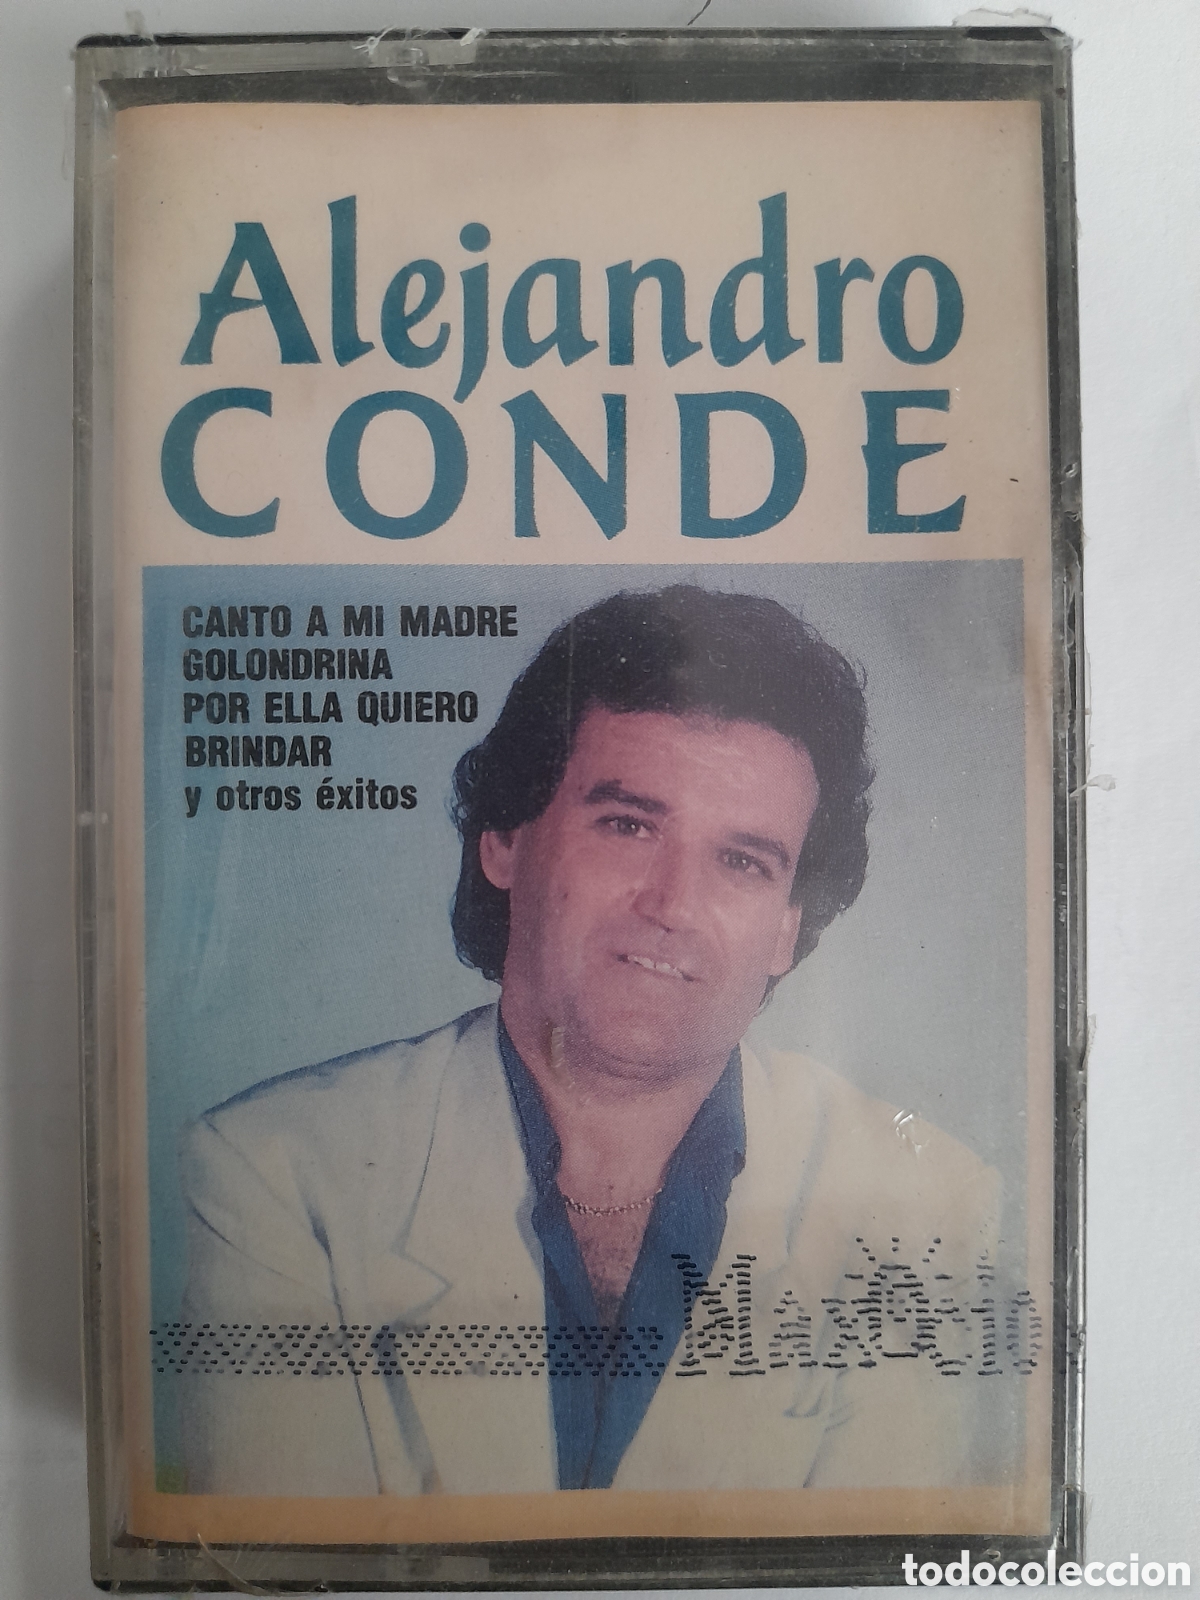 Alejandro
CONDE
CANTO A MI MADRE
GOLONDRINA
POR ELLA QUIERO
BRINDAR
y otros éxitos
todocoleccion